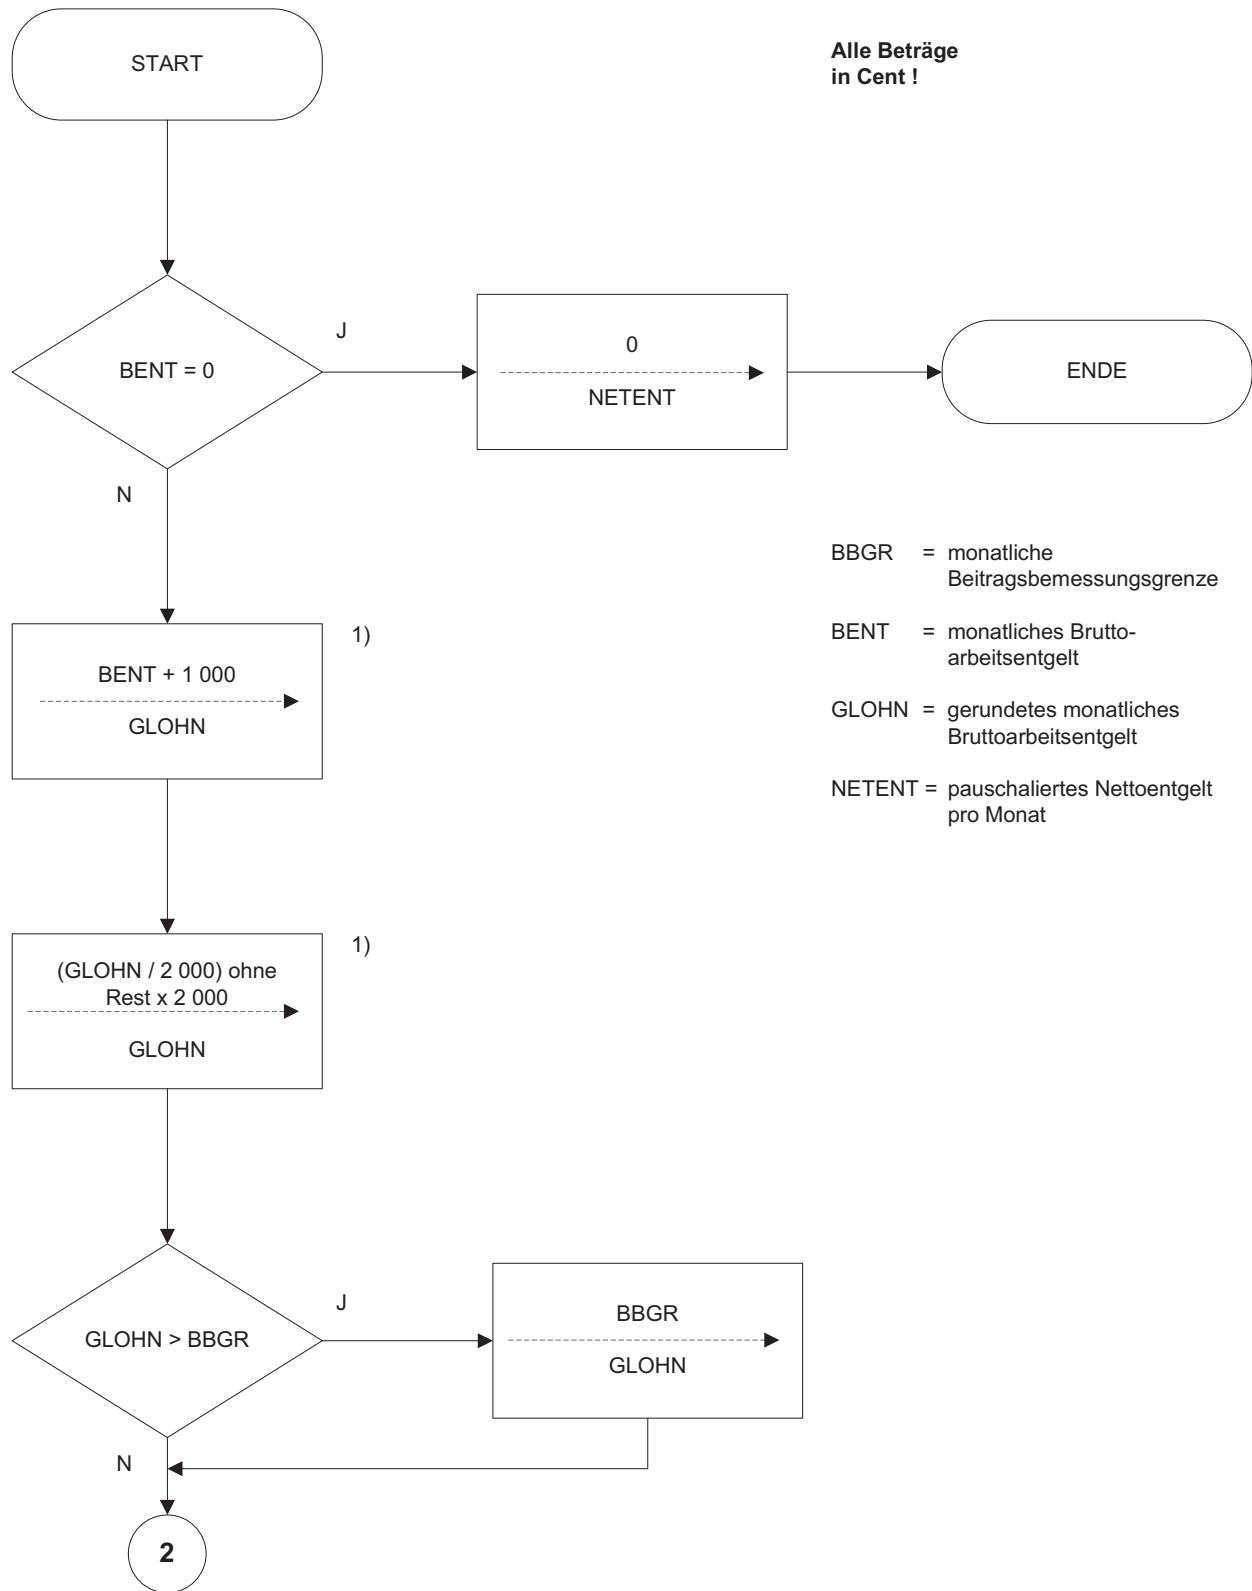 START
Alle Beträge
in Cent !
BENT = 0
J
0
NETENT
ENDE
N
BBGR = monatliche
Beitragsbemessungsgrenze
BENT = monatliches Brutto-
arbeitsentgelt
GLOHN = gerundetes monatliches
Bruttoarbeitsentgelt
NETENT = pauschaliertes Nettoentgelt
pro Monat
1)
BENT + 1 000
GLOHN
1)
(GLOHN / 2 000) ohne
Rest x 2 000
GLOHN
GLOHN > BBGR
J
BBGR
GLOHN
N
2